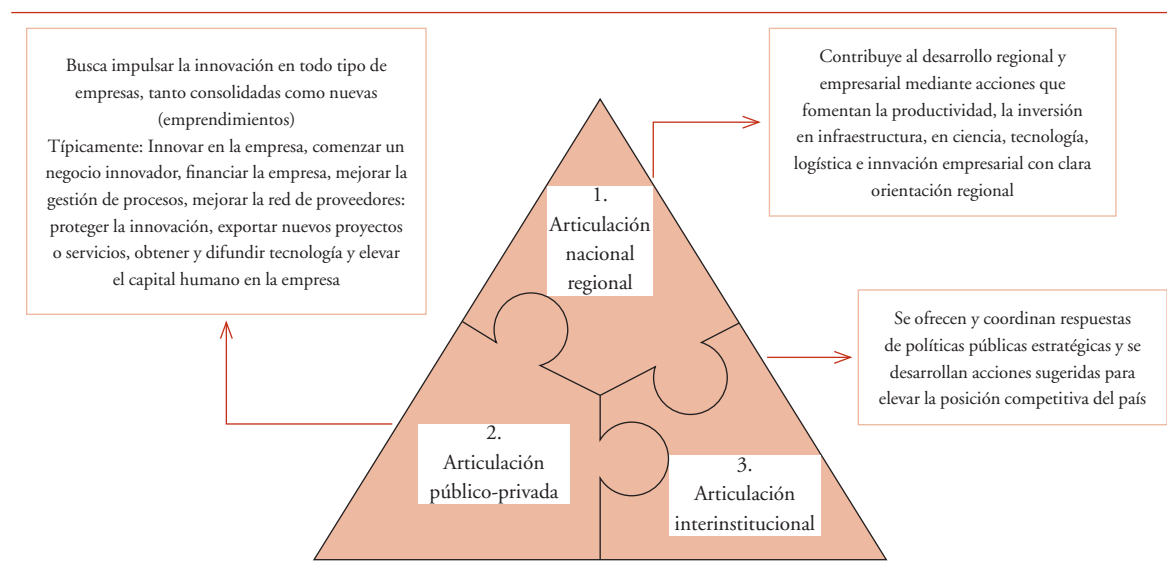 Busca impulsar la innovación en todo tipo de
empresas, tanto consolidadas como nuevas
(emprendimientos)
Típicamente: Innovar en la empresa, comenzar un
negocio innovador, financiar la empresa, mejorar la
gestión de procesos, mejorar la red de proveedores:
proteger la innovación, exportar nuevos proyectos
o servicios, obtener y difundir tecnología y elevar
el capital humano en la empresa
Contribuye al desarrollo regional y
empresarial mediante acciones que
fomentan la productividad, la inversión
en infraestructura, en ciencia, tecnología,
logística e innvación empresarial con clara
orientación regional
1.
Articulación
nacional
regional
Se ofrecen y coordinan respuestas
de políticas públicas estratégicas y se
desarrollan acciones sugeridas para
elevar la posición competitiva del país
2.
Articulación
público-privada
3.
Articulación
interinstitucional